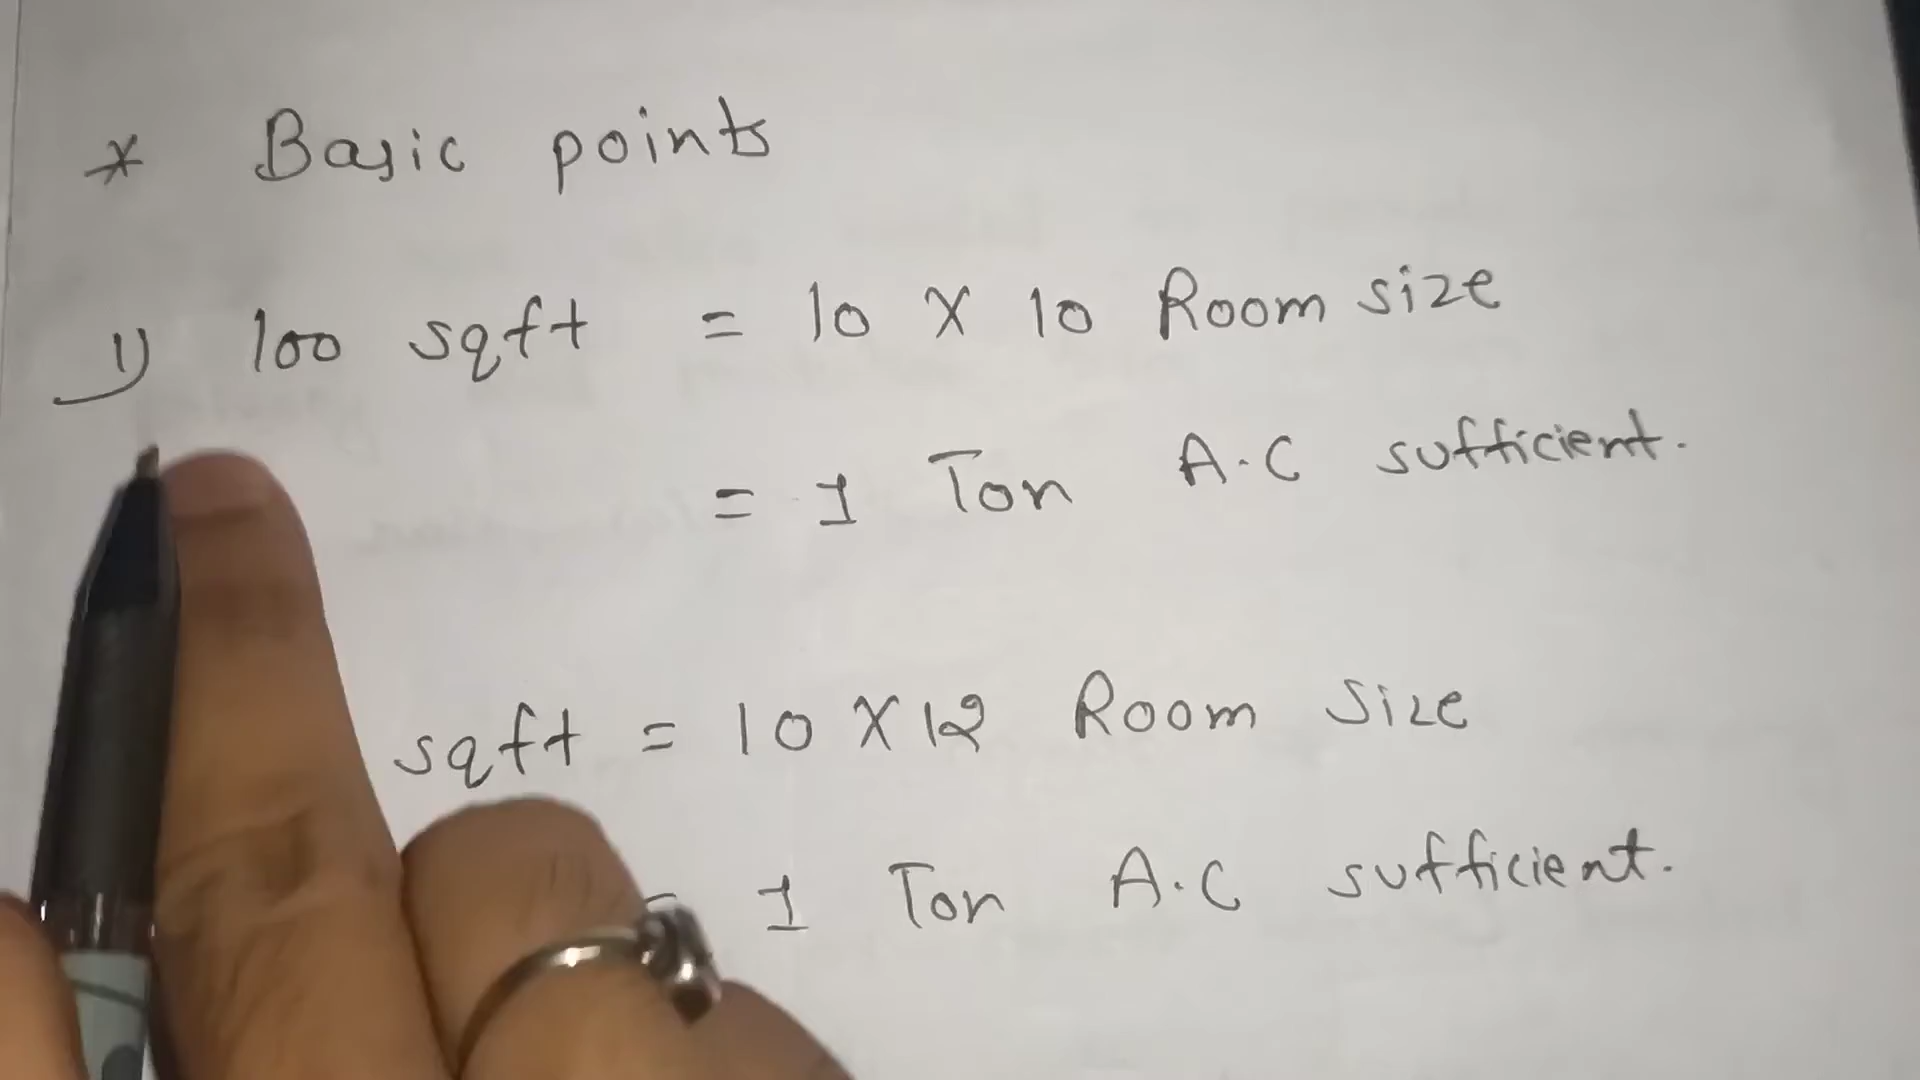 * Basic points
1) 100 sqft = 10 X 10 Room size
= 1 Ton A.C sufficient.
sqft = 10 X 12 Room Size
= 1 Ton A.C sufficient.